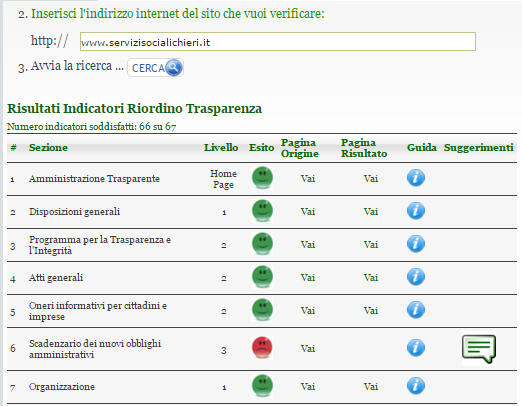 2. Inserisci l'indirizzo internet del sito che vuoi verificare:
http:// www.servizisocialichieri.it
3. Avvia la ricerca ... CERCA
Risultati Indicatori Riordino Trasparenza
Numero indicatori soddisfatti: 66 su 67
# Sezione Livello Esito Pagina Origine Pagina Risultato Guida Suggerimenti
1 Amministrazione Trasparente Home Page Vai Vai
2 Disposizioni generali 1 Vai Vai
3 Programma per la Trasparenza e l'Integrità 2 Vai Vai
4 Atti generali 2 Vai Vai
5 Oneri informativi per cittadini e imprese 2 Vai Vai
6 Scadenzario dei nuovi obblighi amministrativi 3 Vai
7 Organizzazione 1 Vai Vai